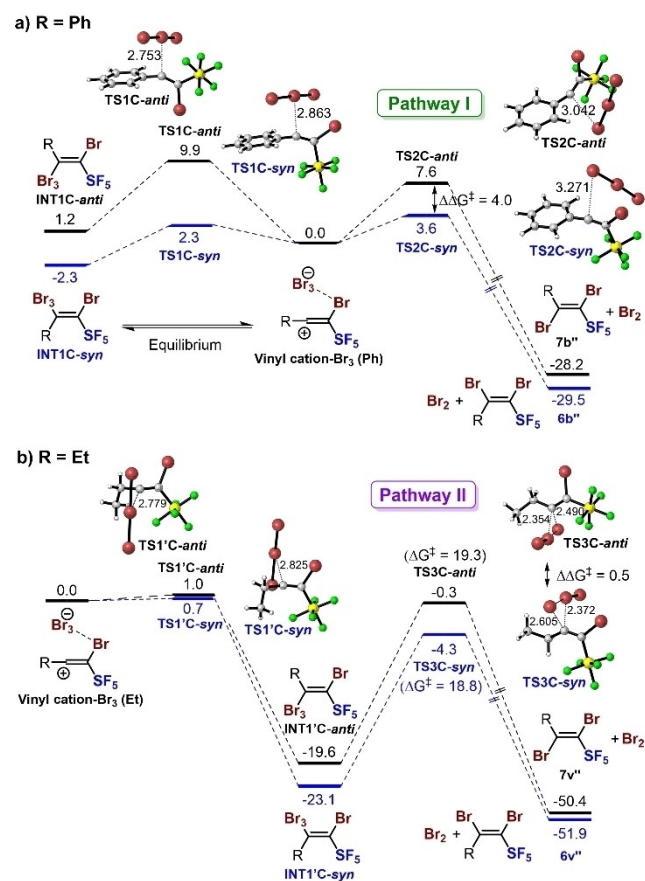 a) R = Ph
2.753
TS1C-anti
2.863
TS1C-syn
Pathway I
3.042
TS2C-anti
3.271
TS2C-syn
TS1C-anti
9.9
R Br
Br3 SF5
INT1C-anti
1.2
TS2C-anti
7.6
ΔΔG‡ = 4.0
2.3
TS1C-syn
0.0
3.6
TS2C-syn
-2.3
Br3 Br
R SF5
INT1C-syn
Equilibrium
⊖
Br3 Br
R ⊕ SF5
Vinyl cation-Br3 (Ph)
R Br
Br SF5 + Br2
7b"
-28.2
Br2 + Br Br
R SF5
-29.5
6b"
b) R = Et
2.779
TS1'C-anti
Pathway II
2.354 2.490
TS3C-anti
ΔΔG‡ = 0.5
2.605 2.372
TS3C-syn
TS1'C-anti
0.0
1.0
0.7
TS1'C-syn
2.825
TS1'C-syn
(ΔG‡ = 19.3)
TS3C-anti
-0.3
-4.3
TS3C-syn
(ΔG‡ = 18.8)
⊖
Br3 Br
R ⊕ SF5
Vinyl cation-Br3 (Et)
R Br
Br3 SF5
INT1'C-anti
-19.6
-23.1
Br3 Br
R SF5
INT1'C-syn
R Br
Br SF5 + Br2
7v"
-50.4
Br2 + Br Br
R SF5
-51.9
6v"